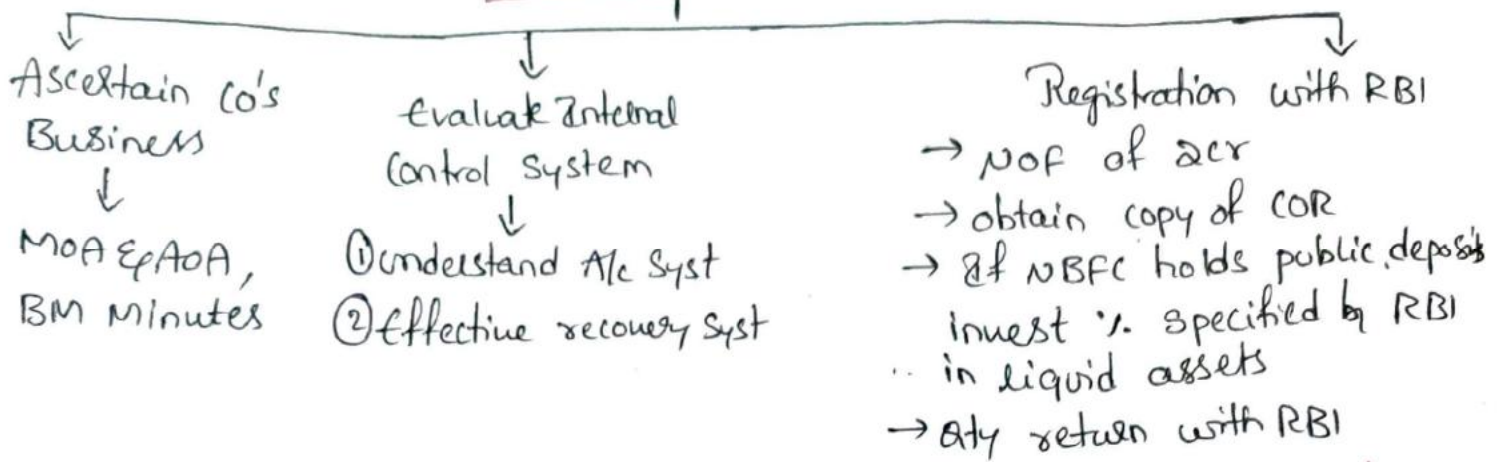 Ascertain co's
Business
MOA & AOA,
BM Minutes
Evaluate Internal
Control System
① understand A/c Syst
② Effective recovery Syst
Registration with RBI
→ NOF of 2cr
→ obtain copy of COR
→ If NBFC holds public deposits
invest % specified by RBI
in liquid assets
→ Qty return with RBI